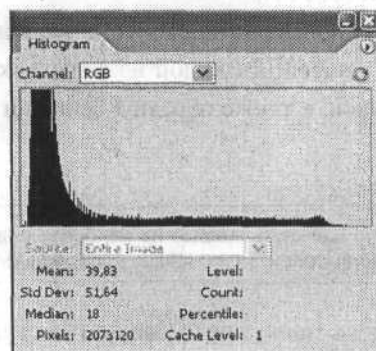 Histogram
Channel: RGB
Source: Entire Image
Mean: 39,83 Level:
Std Dev: 51,64 Count:
Median: 18 Percentile:
Pixels: 2073120 Cache Level: 1